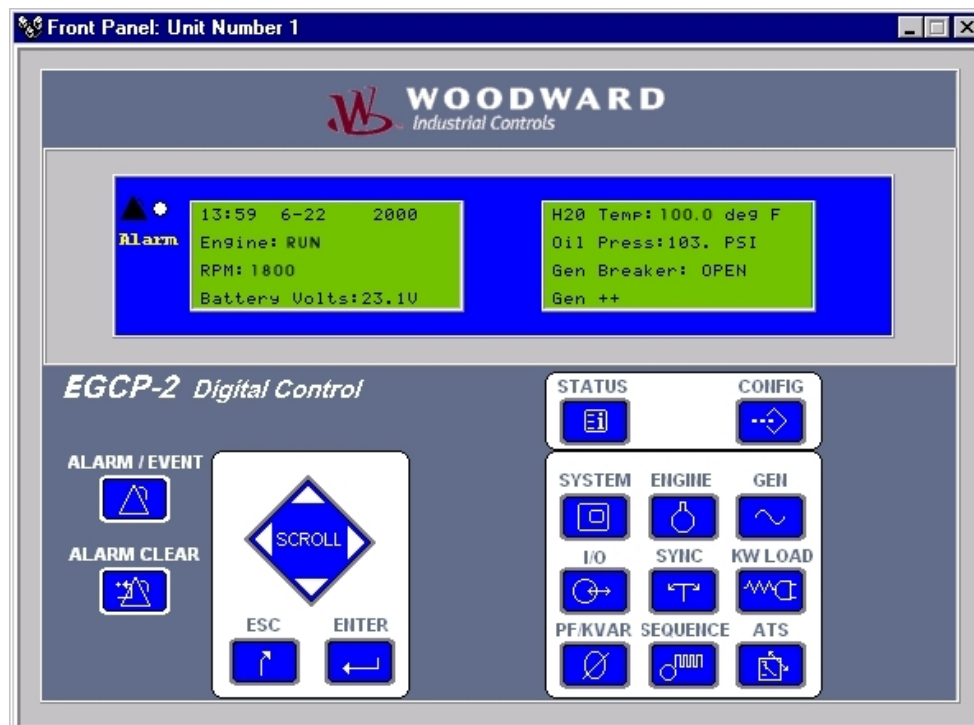 Front Panel: Unit Number 1
WOODWARD
Industrial Controls
Alarm
13:59 6-22 2000
Engine: RUN
RPM: 1800
Battery Volts:23.1V
H20 Temp: 100.0 deg F
Oil Press:103. PSI
Gen Breaker: OPEN
Gen ++
EGCP-2 Digital Control
STATUS
CONFIG
ALARM / EVENT
ALARM CLEAR
SCROLL
ESC
ENTER
SYSTEM ENGINE GEN
I/O SYNC KW LOAD
PF/KVAR SEQUENCE ATS